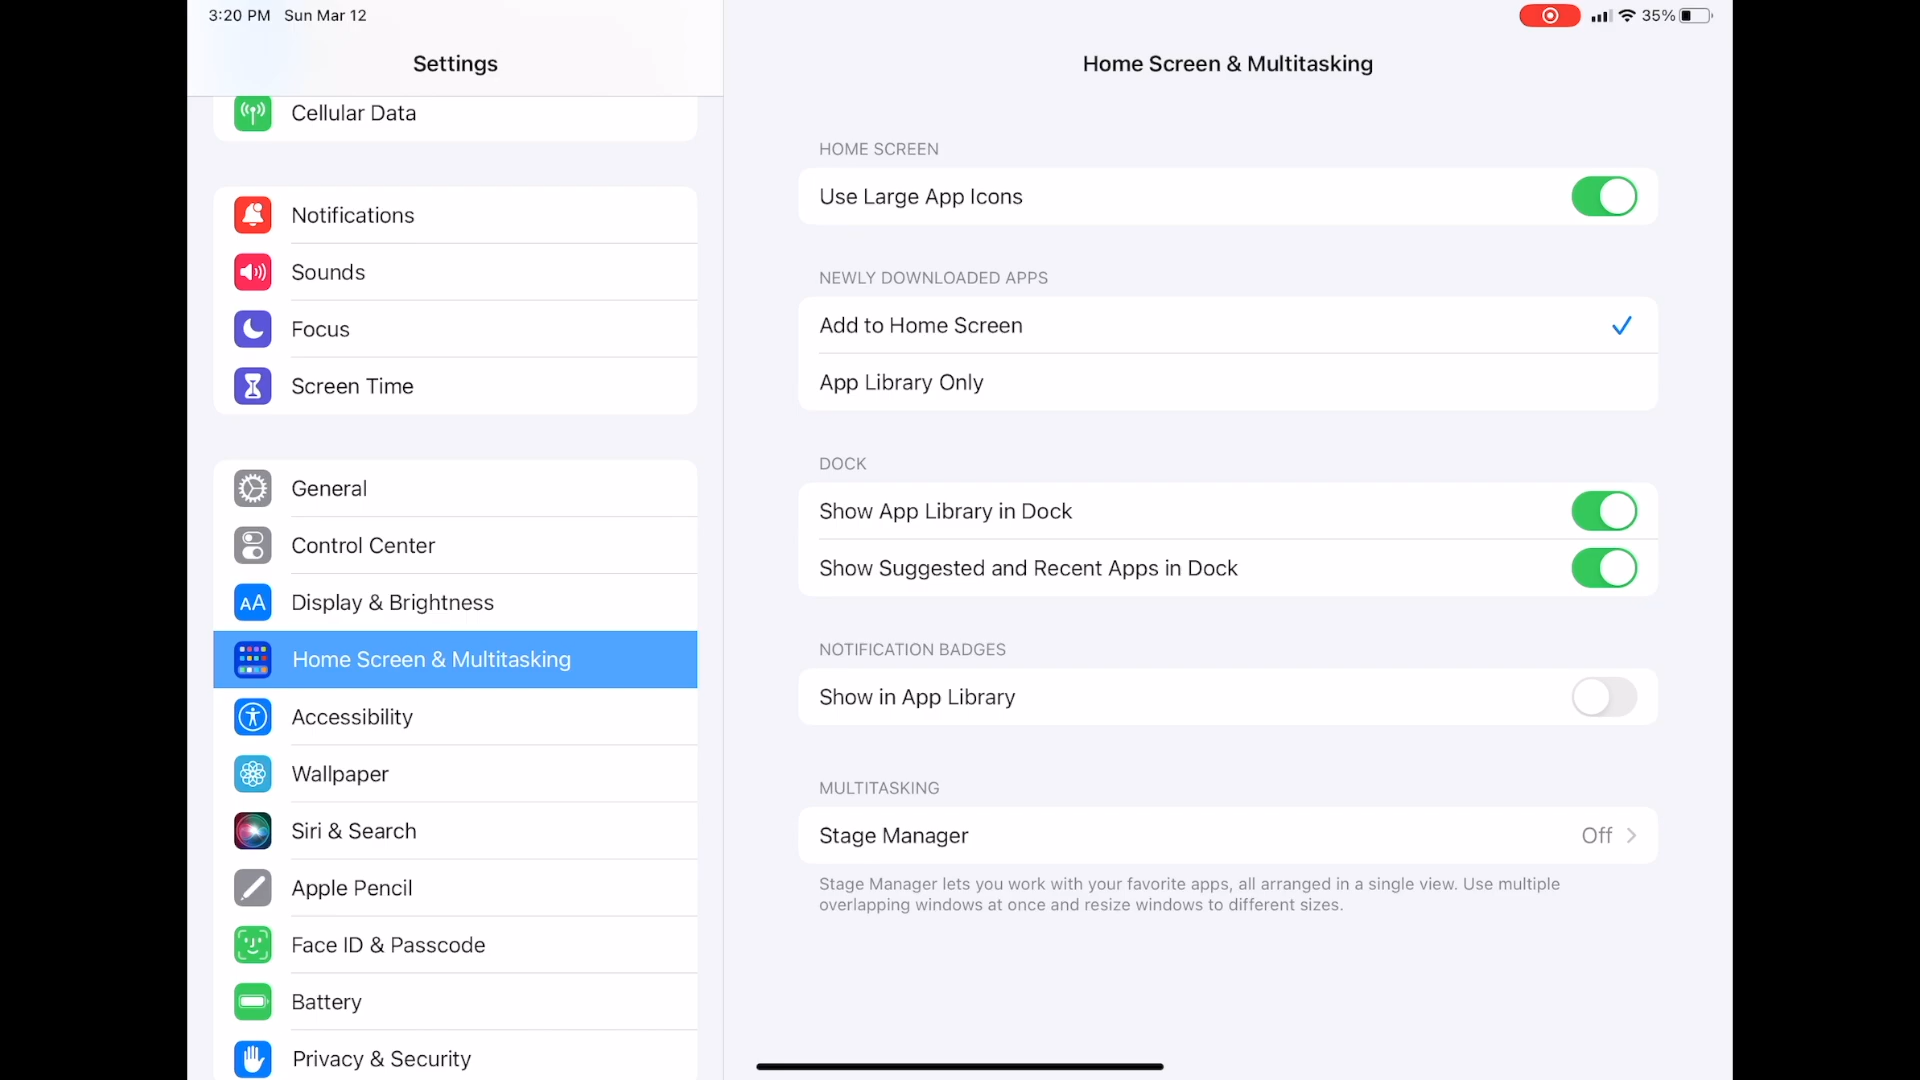 3:20 PM Sun Mar 12
35%
Settings
Cellular Data
Notifications
Sounds
Focus
Screen Time
General
Control Center
AA Display & Brightness
Home Screen & Multitasking
Accessibility
Wallpaper
Siri & Search
Apple Pencil
Face ID & Passcode
Battery
Privacy & Security
Home Screen & Multitasking
HOME SCREEN
Use Large App Icons
NEWLY DOWNLOADED APPS
Add to Home Screen
App Library Only
DOCK
Show App Library in Dock
Show Suggested and Recent Apps in Dock
NOTIFICATION BADGES
Show in App Library
MULTITASKING
Stage Manager Off
Stage Manager lets you work with your favorite apps, all arranged in a single view. Use multiple
overlapping windows at once and resize windows to different sizes.